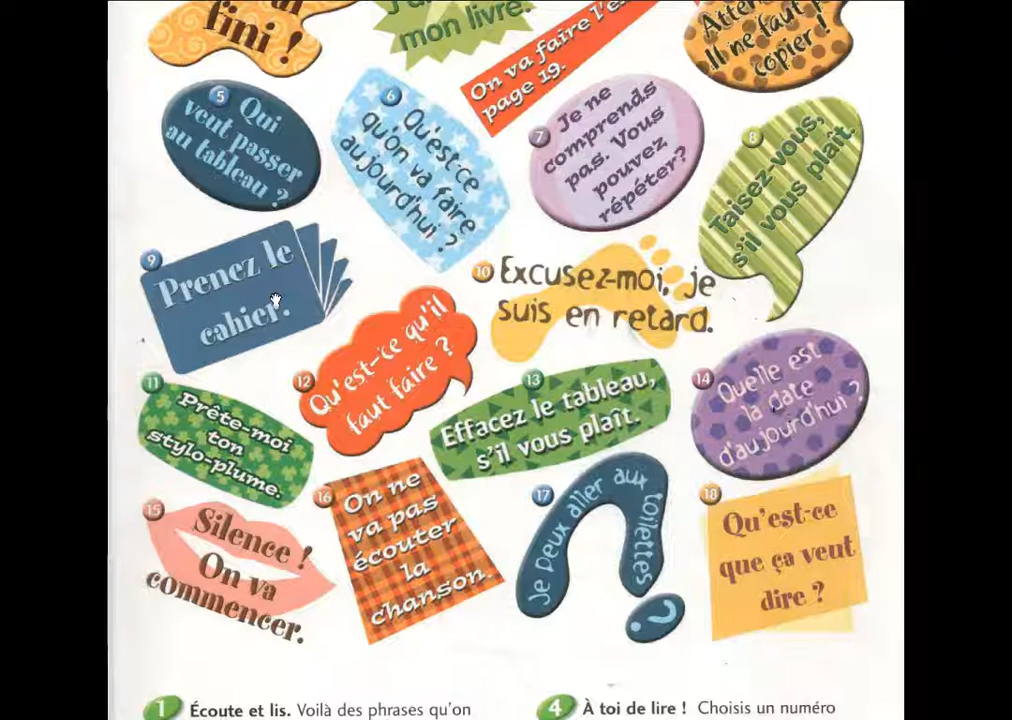 fini !
mon livre.
On va faire l'ex
page 19.
Il ne faut p
copier !
5 Qui
veut passer
au tableau ?
6 Qu'est-ce
qu'on va faire
aujourd'hui ?
7 Je ne
comprends
pas. Vous
pouvez
répéter?
8 Taisez-vous,
s'il vous plaît.
9 Prenez le
cahier.
10 Excusez-moi, je
suis en retard.
12 Qu'est-ce qu'il
faut faire ?
11 Prête-moi
ton
stylo-plume.
13 Effacez le tableau,
s'il vous plaît.
14 Quelle est
la date
d'aujourd'hui ?
15 Silence !
On va
commencer.
16 On ne
va pas
écouter
la
chanson.
17 Je peux aller aux toilettes ?
18 Qu'est-ce
que ça veut
dire ?
1 Écoute et lis. Voilà des phrases qu'on
4 À toi de lire ! Choisis un numéro